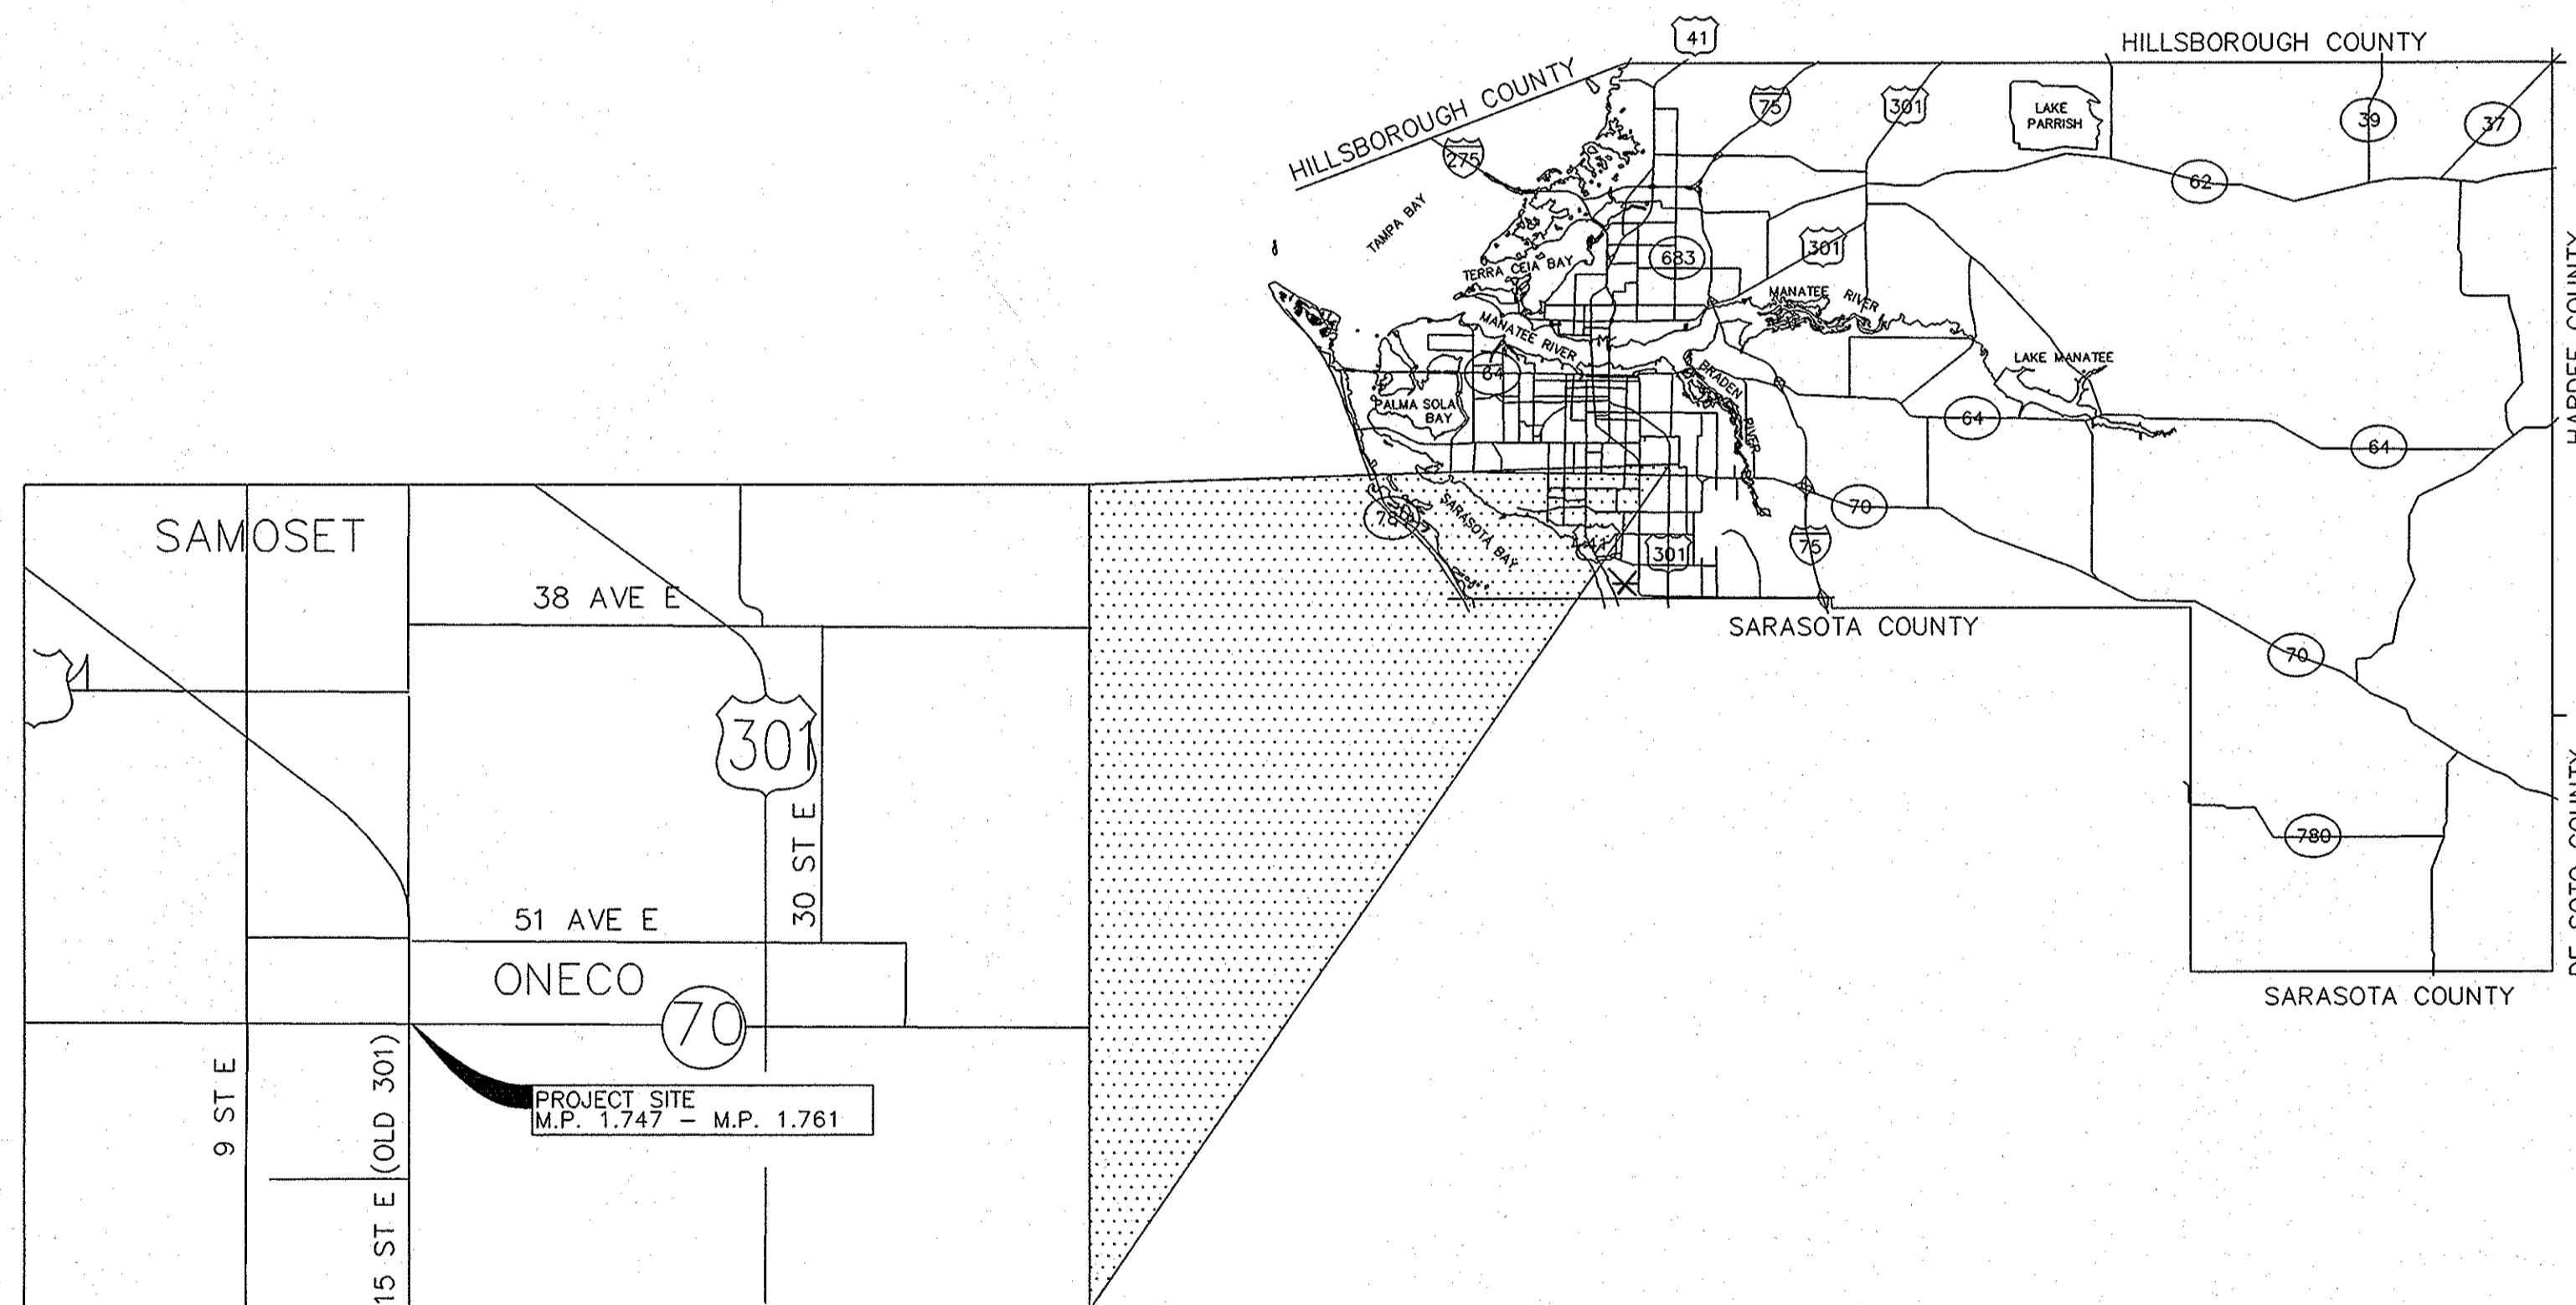 41
HILLSBOROUGH COUNTY
HILLSBOROUGH COUNTY
75
301
LAKE
PARRISH
39
37
275
62
TAMPA BAY
TERRA CEIA BAY
683
301
MANATEE RIVER
MANATEE RIVER
64
LAKE MANATEE
BRADEN RIVER
PALMA SOLA
BAY
64
64
HARDEE COUNTY
SARASOTA BAY
70
41
301
75
SARASOTA COUNTY
70
780
DE SOTO COUNTY
SARASOTA COUNTY
SAMOSET
38 AVE E
301
30 ST E
51 AVE E
ONECO
70
9 ST E
15 ST E (OLD 301)
PROJECT SITE
M.P. 1.747 – M.P. 1.761